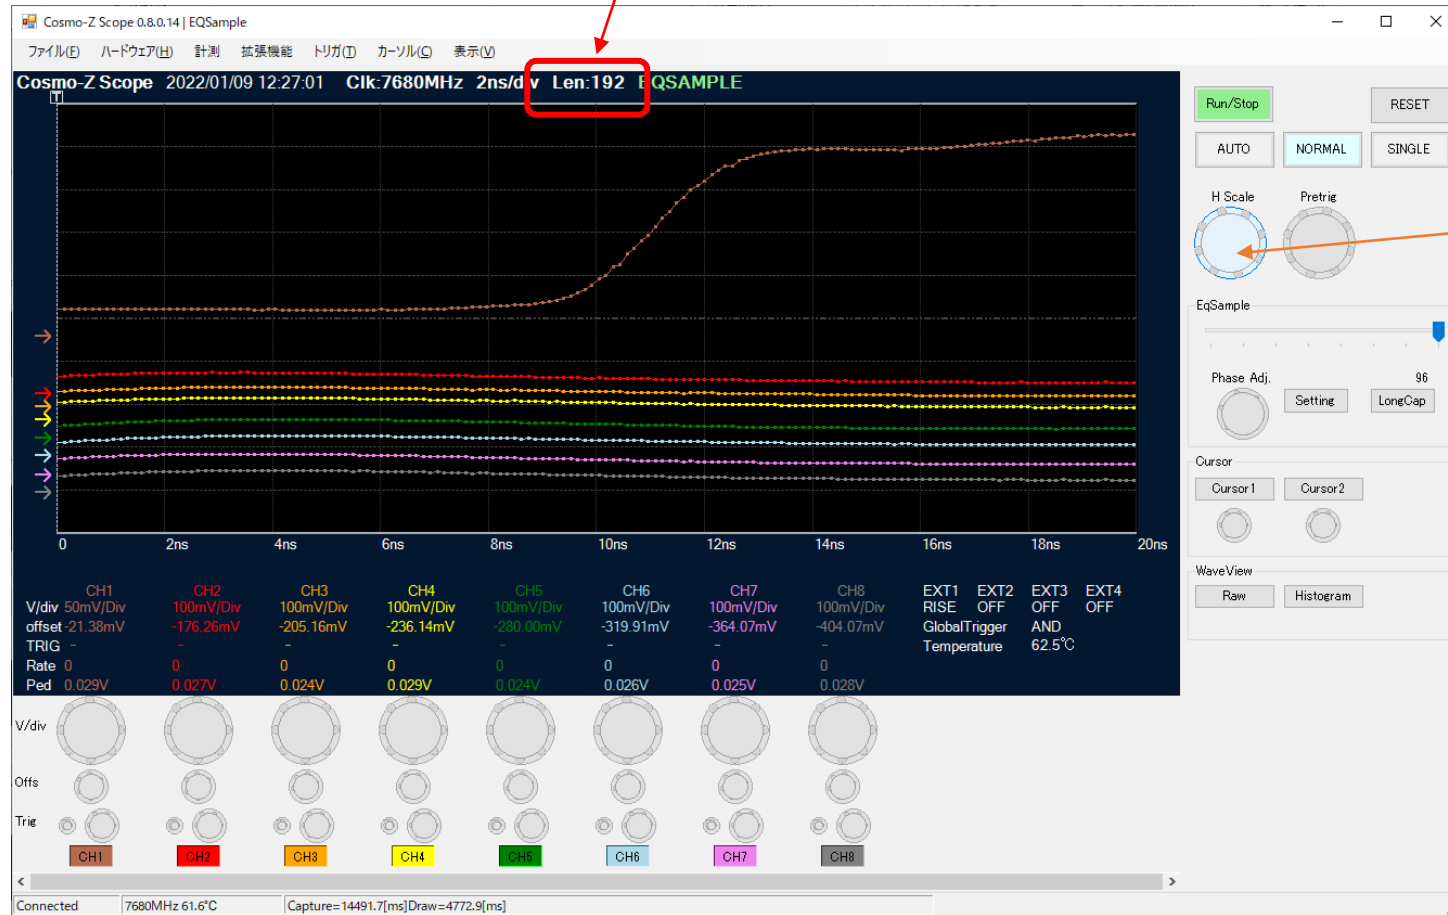 Cosmo-Z Scope 0.8.0.14 | EQSample
ファイル(F) ハードウェア(H) 計測 拡張機能 トリガ(T) カーソル(C) 表示(V)
Cosmo-Z Scope 2022/01/09 12:27:01 Clk:7680MHz 2ns/div Len:192 EQSAMPLE
T
Run/Stop RESET
AUTO NORMAL SINGLE
H Scale Pretrig
EqSample
Phase Adj. 96
Setting LongCap
Cursor
Cursor1 Cursor2
WaveView
Raw Histogram
0 2ns 4ns 6ns 8ns 10ns 12ns 14ns 16ns 18ns 20ns
CH1 CH2 CH3 CH4 CH5 CH6 CH7 CH8 EXT1 EXT2 EXT3 EXT4
V/div 50mV/Div 100mV/Div 100mV/Div 100mV/Div 100mV/Div 100mV/Div 100mV/Div 100mV/Div RISE OFF OFF OFF
offset -21.38mV -176.26mV -205.16mV -236.14mV -280.00mV -319.91mV -364.07mV -404.07mV GlobalTrigger AND
TRIG - - - - - - - - Temperature 62.5℃
Rate 0 0 0 0 0 0 0 0
Ped 0.029V 0.027V 0.024V 0.029V 0.024V 0.026V 0.025V 0.028V
V/div
Offs
Trig
CH1 CH2 CH3 CH4 CH5 CH6 CH7 CH8
Connected 7680MHz 61.6℃ Capture=14491.7[ms]Draw=4772.9[ms]